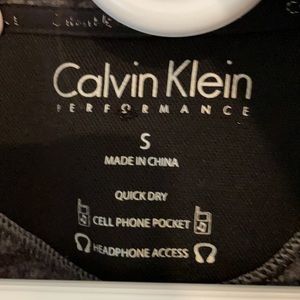 Calvin Klein
PERFORMANCE
S
MADE IN CHINA
QUICK DRY
CELL PHONE POCKET
HEADPHONE ACCESS